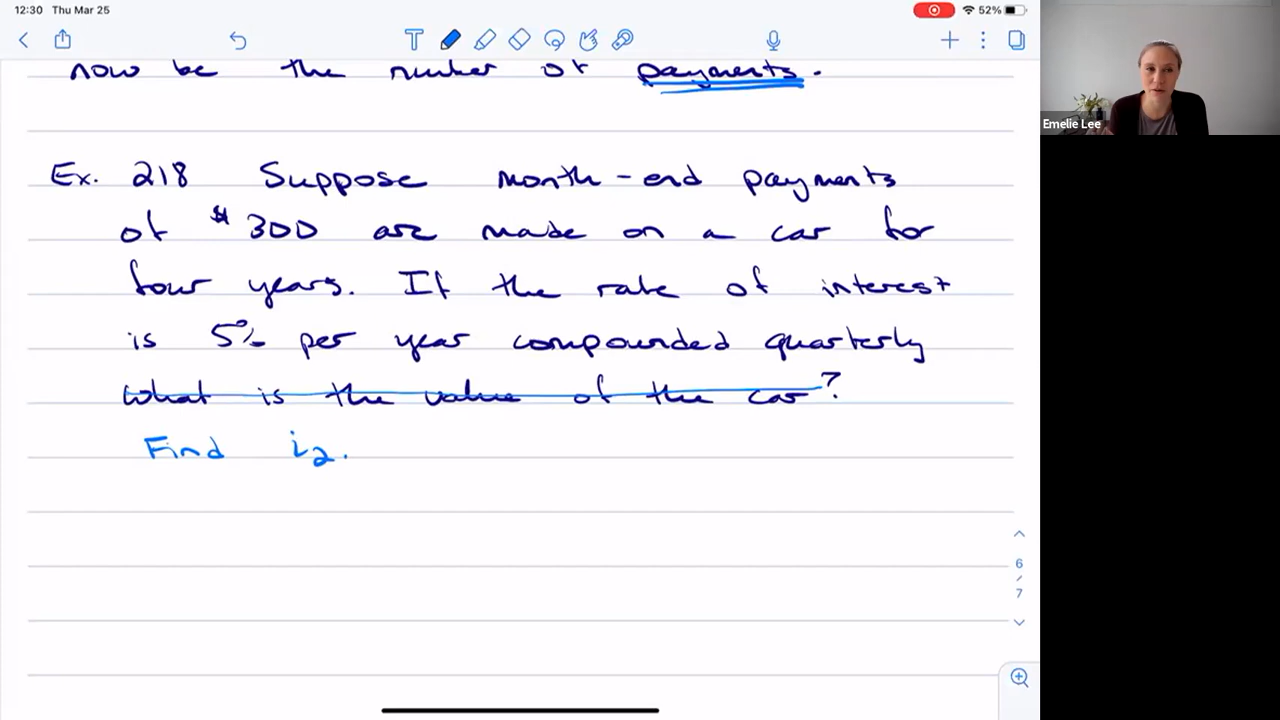 12:30 Thu Mar 25
52%
now be the number of payments.
Emelie Lee
Ex. 218 Suppose month-end payments
of $300 are made on a car for
four years. If the rate of interest
is 5% per year compounded quarterly
what is the value of the car?
Find i2.
6
7